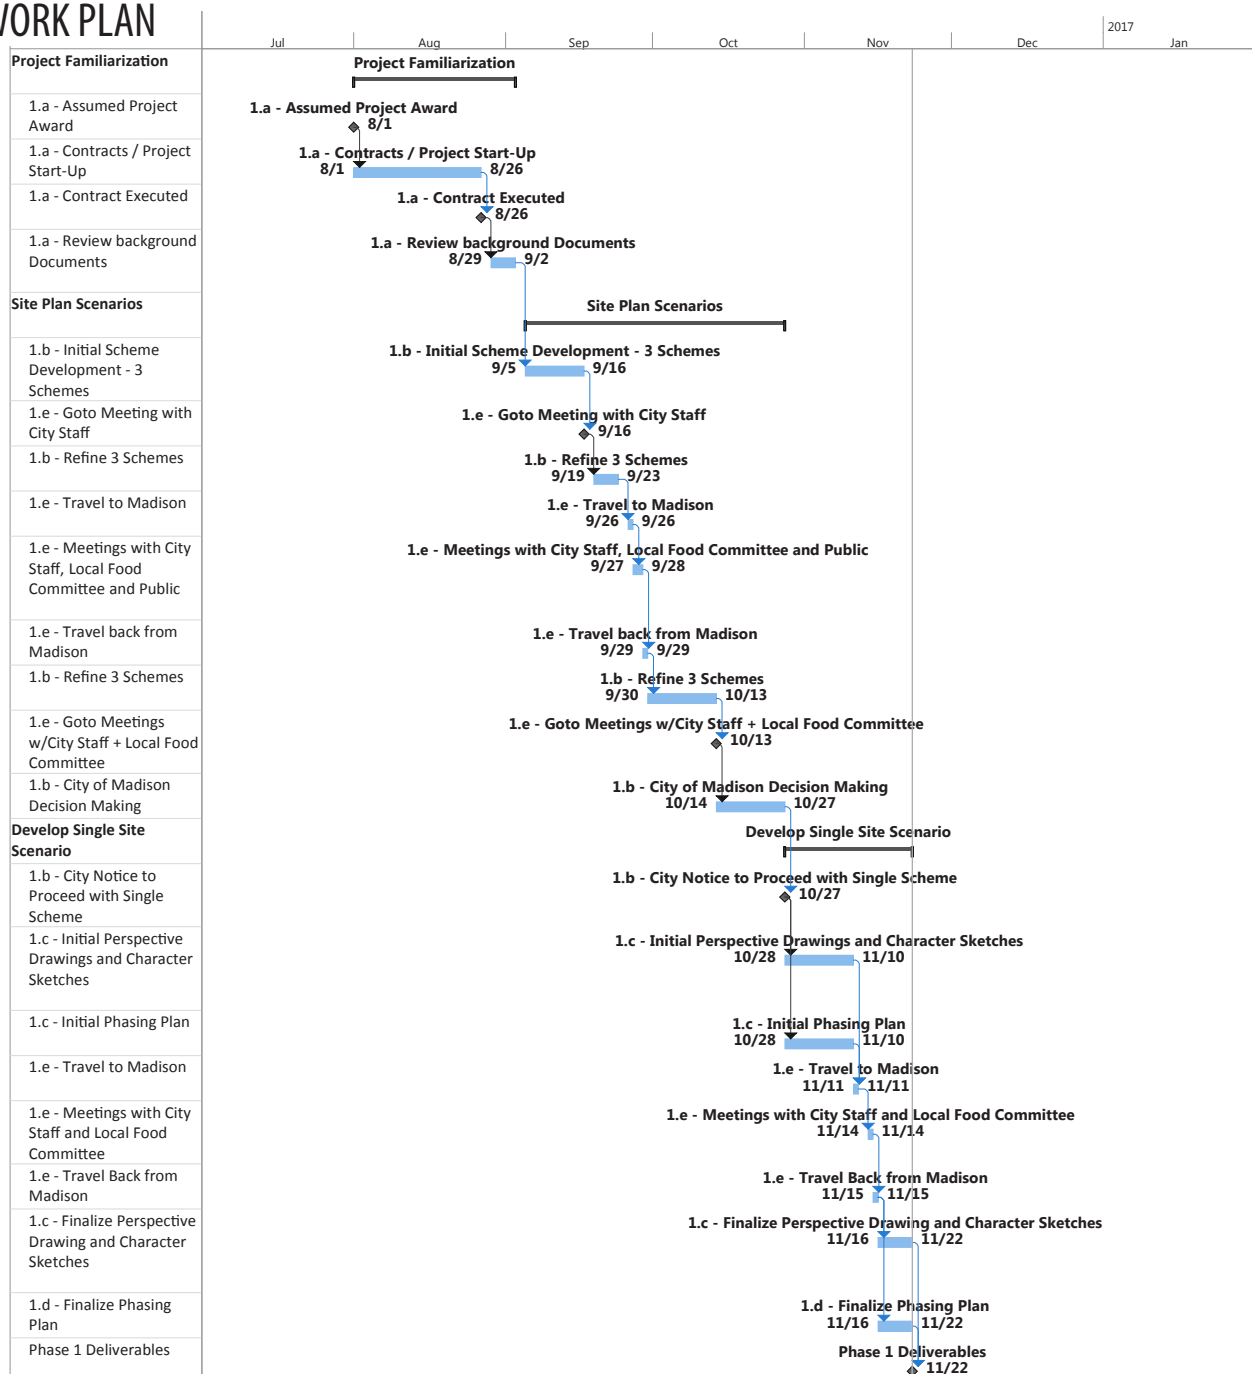 WORK PLAN
2017
Jul Aug Sep Oct Nov Dec Jan
Project Familiarization
Project Familiarization
1.a - Assumed Project
Award
1.a - Assumed Project Award
8/1
1.a - Contracts / Project
Start-Up
1.a - Contracts / Project Start-Up
8/1 8/26
1.a - Contract Executed
1.a - Contract Executed
8/26
1.a - Review background
Documents
1.a - Review background Documents
8/29 9/2
Site Plan Scenarios
Site Plan Scenarios
1.b - Initial Scheme
Development - 3
Schemes
1.b - Initial Scheme Development - 3 Schemes
9/5 9/16
1.e - Goto Meeting with
City Staff
1.e - Goto Meeting with City Staff
9/16
1.b - Refine 3 Schemes
1.b - Refine 3 Schemes
9/19 9/23
1.e - Travel to Madison
1.e - Travel to Madison
9/26 9/26
1.e - Meetings with City
Staff, Local Food
Committee and Public
1.e - Meetings with City Staff, Local Food Committee and Public
9/27 9/28
1.e - Travel back from
Madison
1.e - Travel back from Madison
9/29 9/29
1.b - Refine 3 Schemes
1.b - Refine 3 Schemes
9/30 10/13
1.e - Goto Meetings
w/City Staff + Local Food
Committee
1.e - Goto Meetings w/City Staff + Local Food Committee
10/13
1.b - City of Madison
Decision Making
1.b - City of Madison Decision Making
10/14 10/27
Develop Single Site
Scenario
Develop Single Site Scenario
1.b - City Notice to
Proceed with Single
Scheme
1.b - City Notice to Proceed with Single Scheme
10/27
1.c - Initial Perspective
Drawings and Character
Sketches
1.c - Initial Perspective Drawings and Character Sketches
10/28 11/10
1.c - Initial Phasing Plan
1.c - Initial Phasing Plan
10/28 11/10
1.e - Travel to Madison
1.e - Travel to Madison
11/11 11/11
1.e - Meetings with City
Staff and Local Food
Committee
1.e - Meetings with City Staff and Local Food Committee
11/14 11/14
1.e - Travel Back from
Madison
1.e - Travel Back from Madison
11/15 11/15
1.c - Finalize Perspective
Drawing and Character
Sketches
1.c - Finalize Perspective Drawing and Character Sketches
11/16 11/22
1.d - Finalize Phasing
Plan
1.d - Finalize Phasing Plan
11/16 11/22
Phase 1 Deliverables
Phase 1 Deliverables
11/22